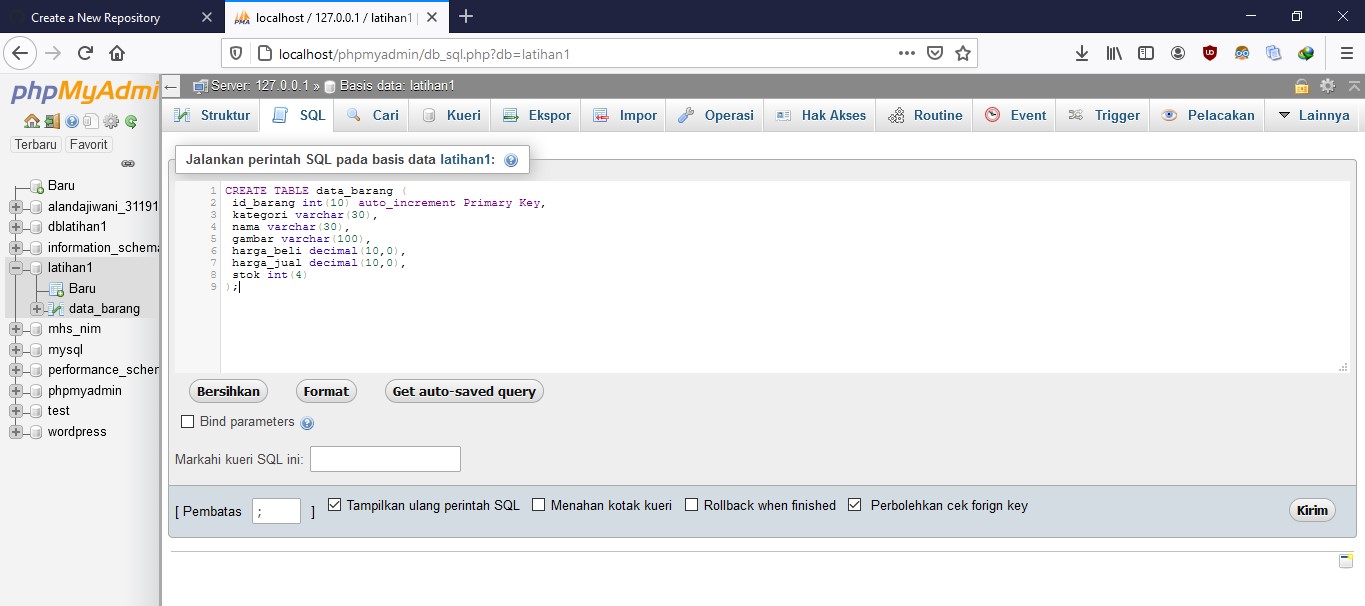 Create a New Repository
localhost / 127.0.0.1 / latihan1 |
localhost/phpmyadmin/db_sql.php?db=latihan1
phpMyAdmi
Server: 127.0.0.1 » Basis data: latihan1
Terbaru Favorit
Baru
alandajiwani_31191
dblatihan1
information_schema
latihan1
Baru
data_barang
mhs_nim
mysql
performance_scher
phpmyadmin
test
wordpress
Struktur SQL Cari Kueri Ekspor Impor Operasi Hak Akses Routine Event Trigger Pelacakan Lainnya
Jalankan perintah SQL pada basis data latihan1:
1 CREATE TABLE data_barang (
2 id_barang int(10) auto_increment Primary Key,
3 kategori varchar(30),
4 nama varchar(30),
5 gambar varchar(100),
6 harga_beli decimal(10,0),
7 harga_jual decimal(10,0),
8 stok int(4)
9 );
Bersihkan Format Get auto-saved query
Bind parameters
Markahi kueri SQL ini:
[ Pembatas ; ] Tampilkan ulang perintah SQL Menahan kotak kueri Rollback when finished Perbolehkan cek forign key
Kirim